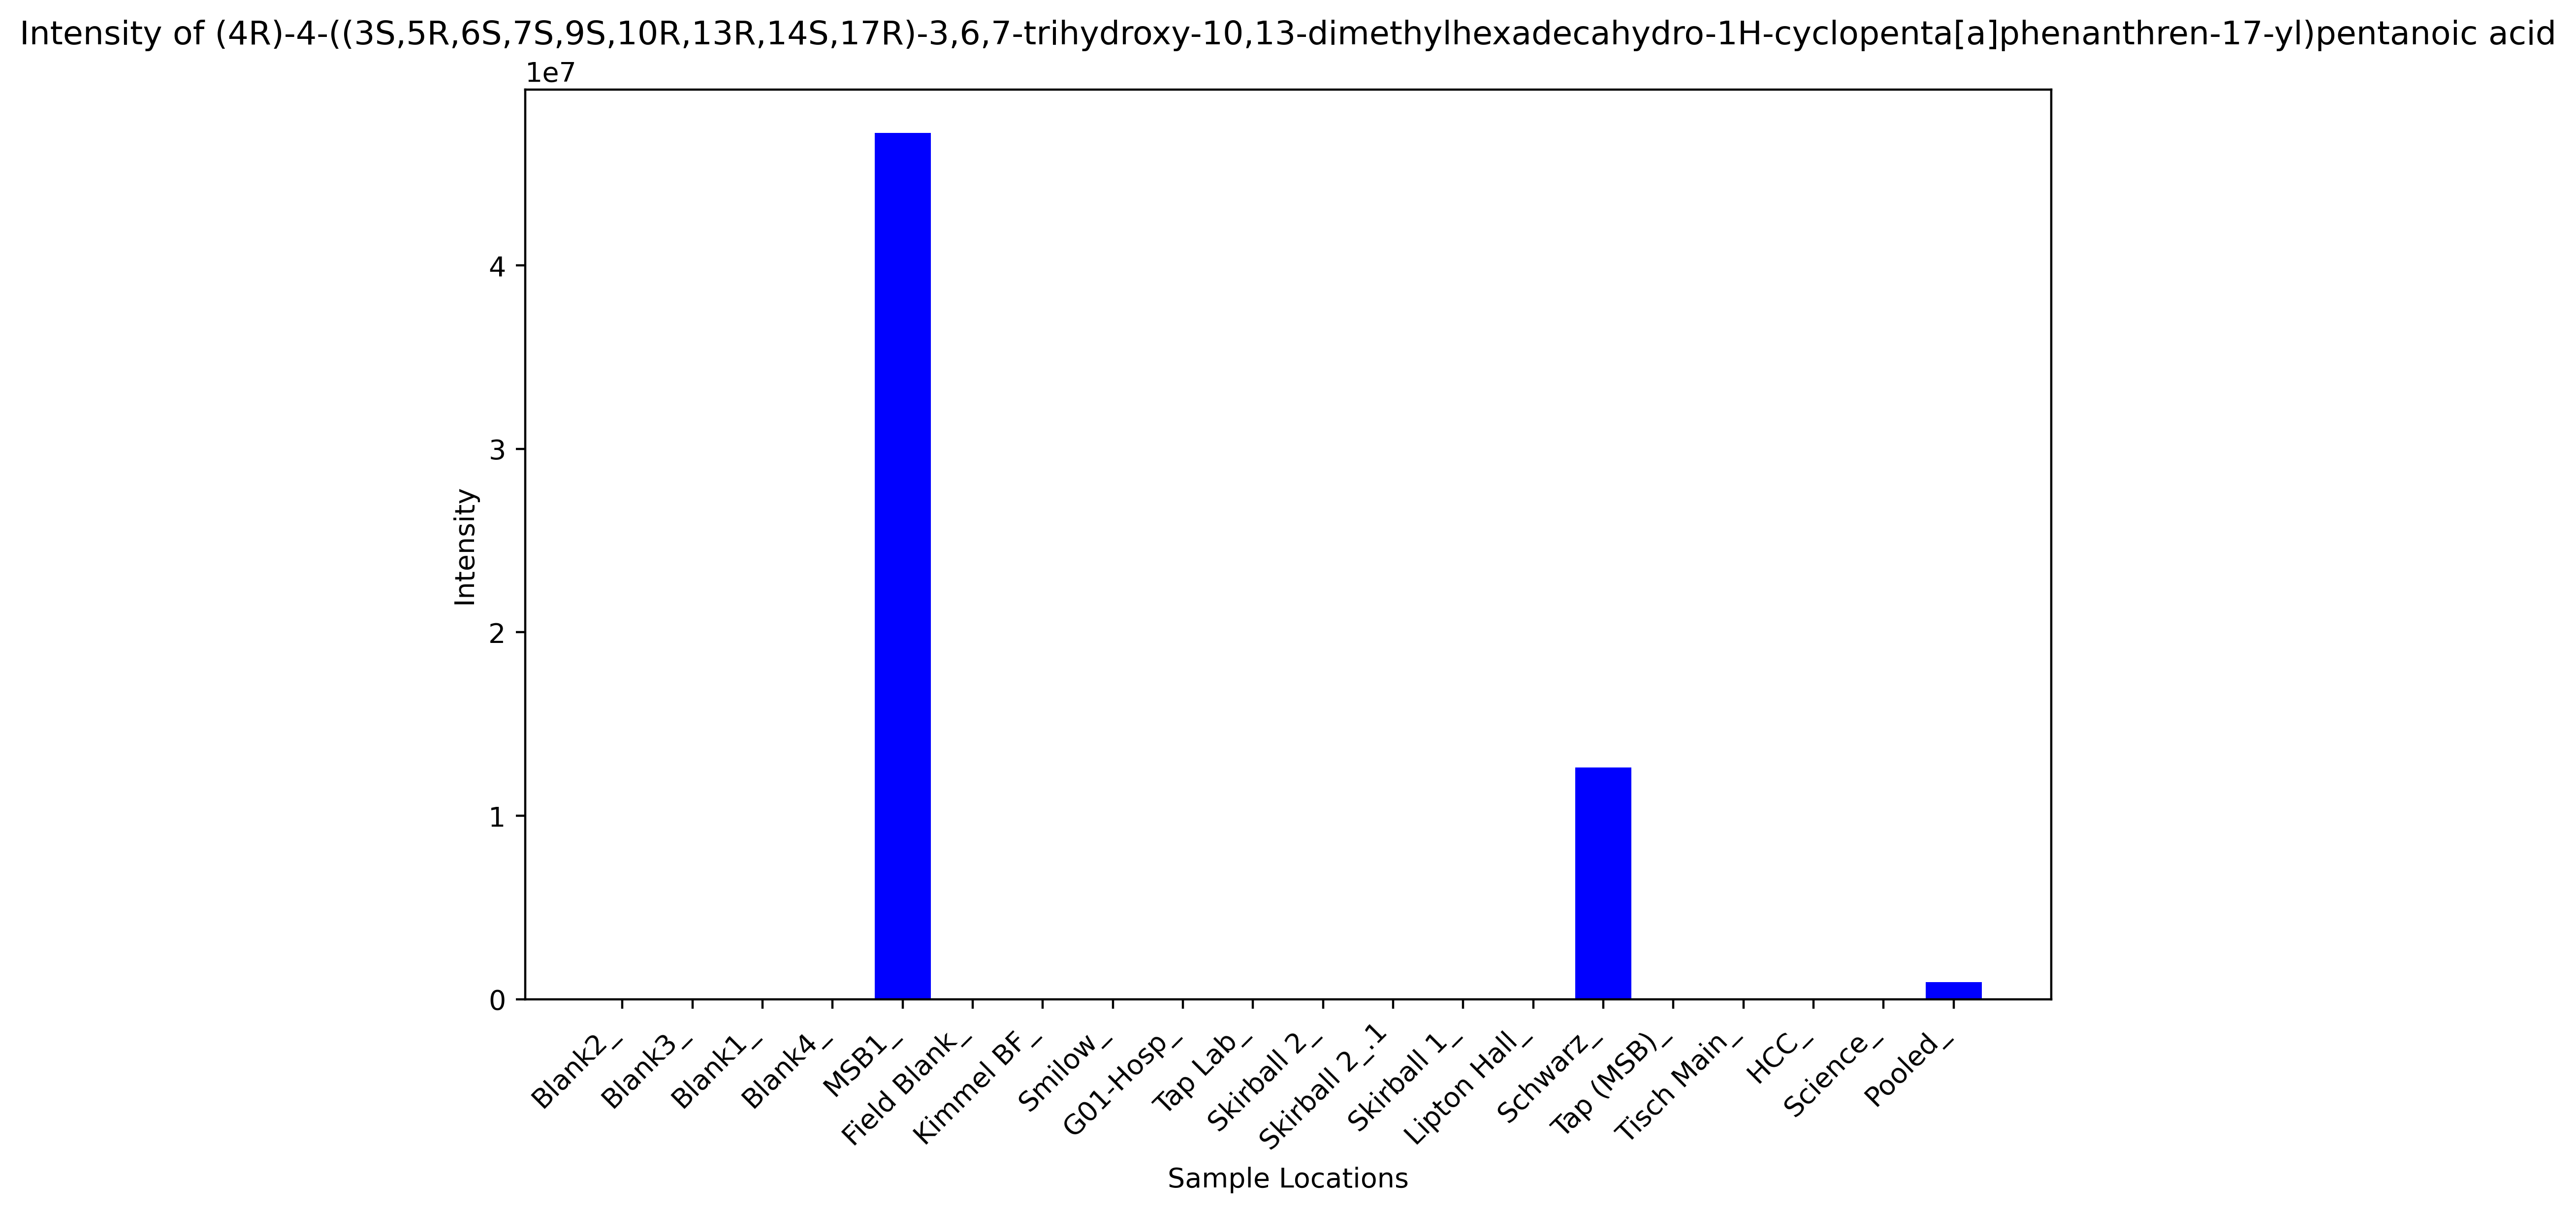 Intensity of (4R)-4-((3S,5R,6S,7S,9S,10R,13R,14S,17R)-3,6,7-trihydroxy-10,13-dimethylhexadecahydro-1H-cyclopenta[a]phenanthren-17-yl)pentanoic acid
1e7
4
3
2
1
0
Intensity
Blank2_
Blank3_
Blank1_
Blank4_
MSB1_
Field Blank_
Kimmel BF_
Smilow_
G01-Hosp_
Tap Lab_
Skirball 2_
Skirball 2_.1
Skirball 1_
Lipton Hall_
Schwarz_
Tap (MSB)_
Tisch Main_
HCC_
Science_
Pooled_
Sample Locations